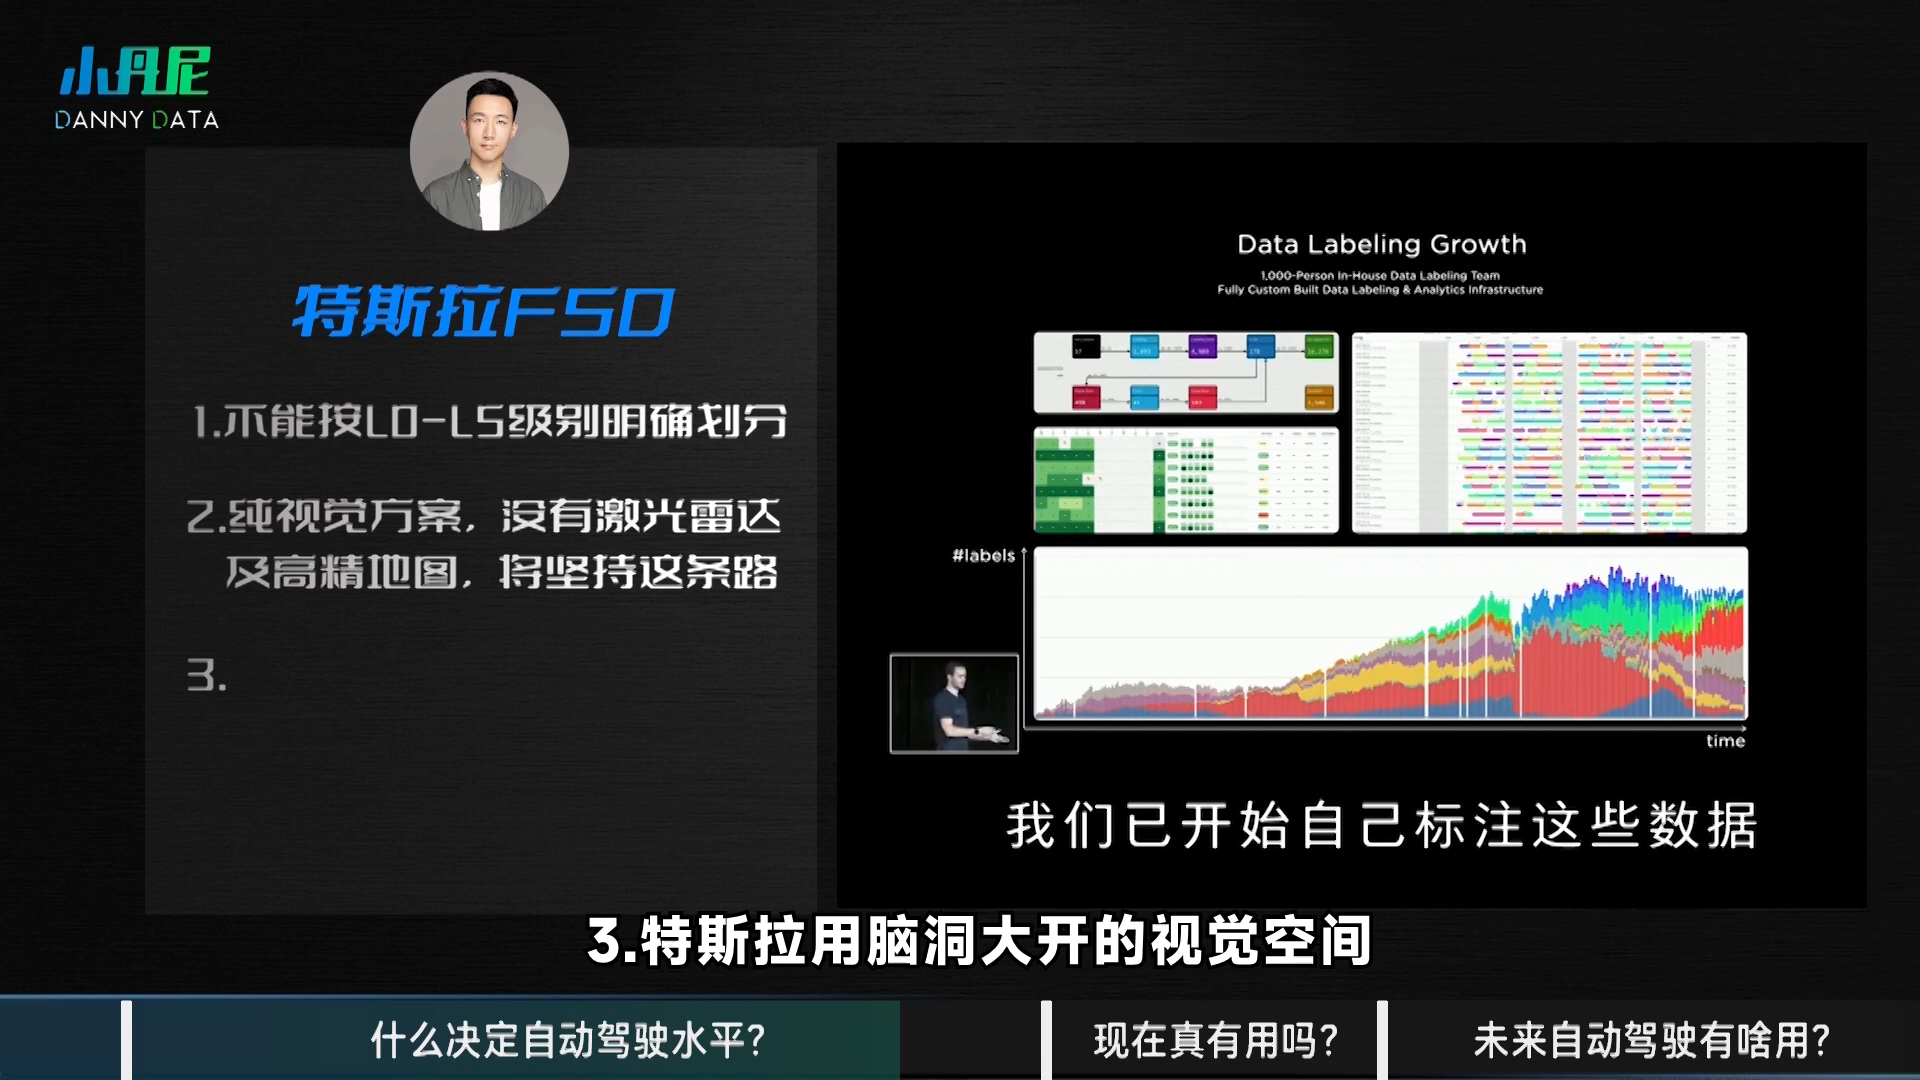 小丹尼
DANNY DATA
特斯拉FSD
1.不能按L0-L5级别明确划分
2.纯视觉方案，没有激光雷达
及高精地图，将坚持这条路
3.
Data Labeling Growth
1,000-Person In-House Data Labeling Team
Fully Custom Built Data Labeling & Analytics Infrastructure
#labels
time
我们已开始自己标注这些数据
3.特斯拉用脑洞大开的视觉空间
什么决定自动驾驶水平？
现在真有用吗？
未来自动驾驶有啥用？